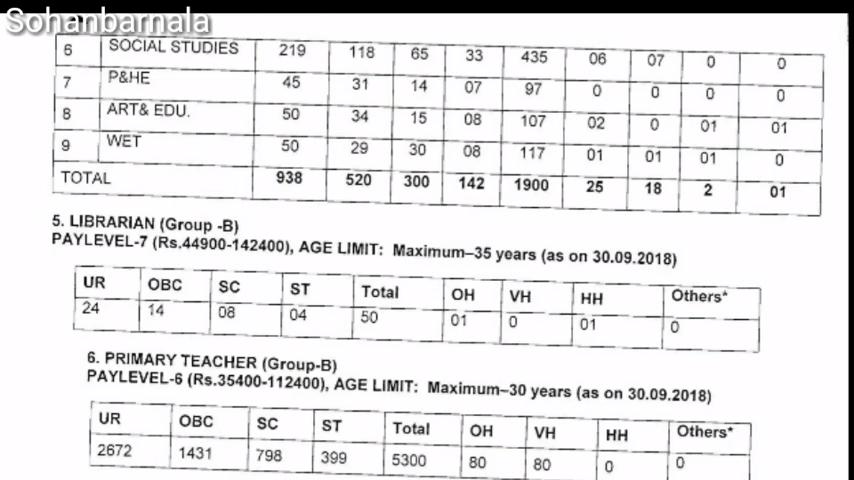 Sohanbarnala
6 SOCIAL STUDIES 219 118 65 33 435 06 07 0 0
7 P&HE 45 31 14 07 97 0 0 0 0
8 ART& EDU. 50 34 15 08 107 02 0 01 01
9 WET 50 29 30 08 117 01 01 01 0
TOTAL 938 520 300 142 1900 25 18 2 01
5. LIBRARIAN (Group -B)
PAYLEVEL-7 (Rs.44900-142400), AGE LIMIT: Maximum–35 years (as on 30.09.2018)
UR OBC SC ST Total OH VH HH Others*
24 14 08 04 50 01 0 01 0
6. PRIMARY TEACHER (Group-B)
PAYLEVEL-6 (Rs.35400-112400), AGE LIMIT: Maximum–30 years (as on 30.09.2018)
UR OBC SC ST Total OH VH HH Others*
2672 1431 798 399 5300 80 80 0 0